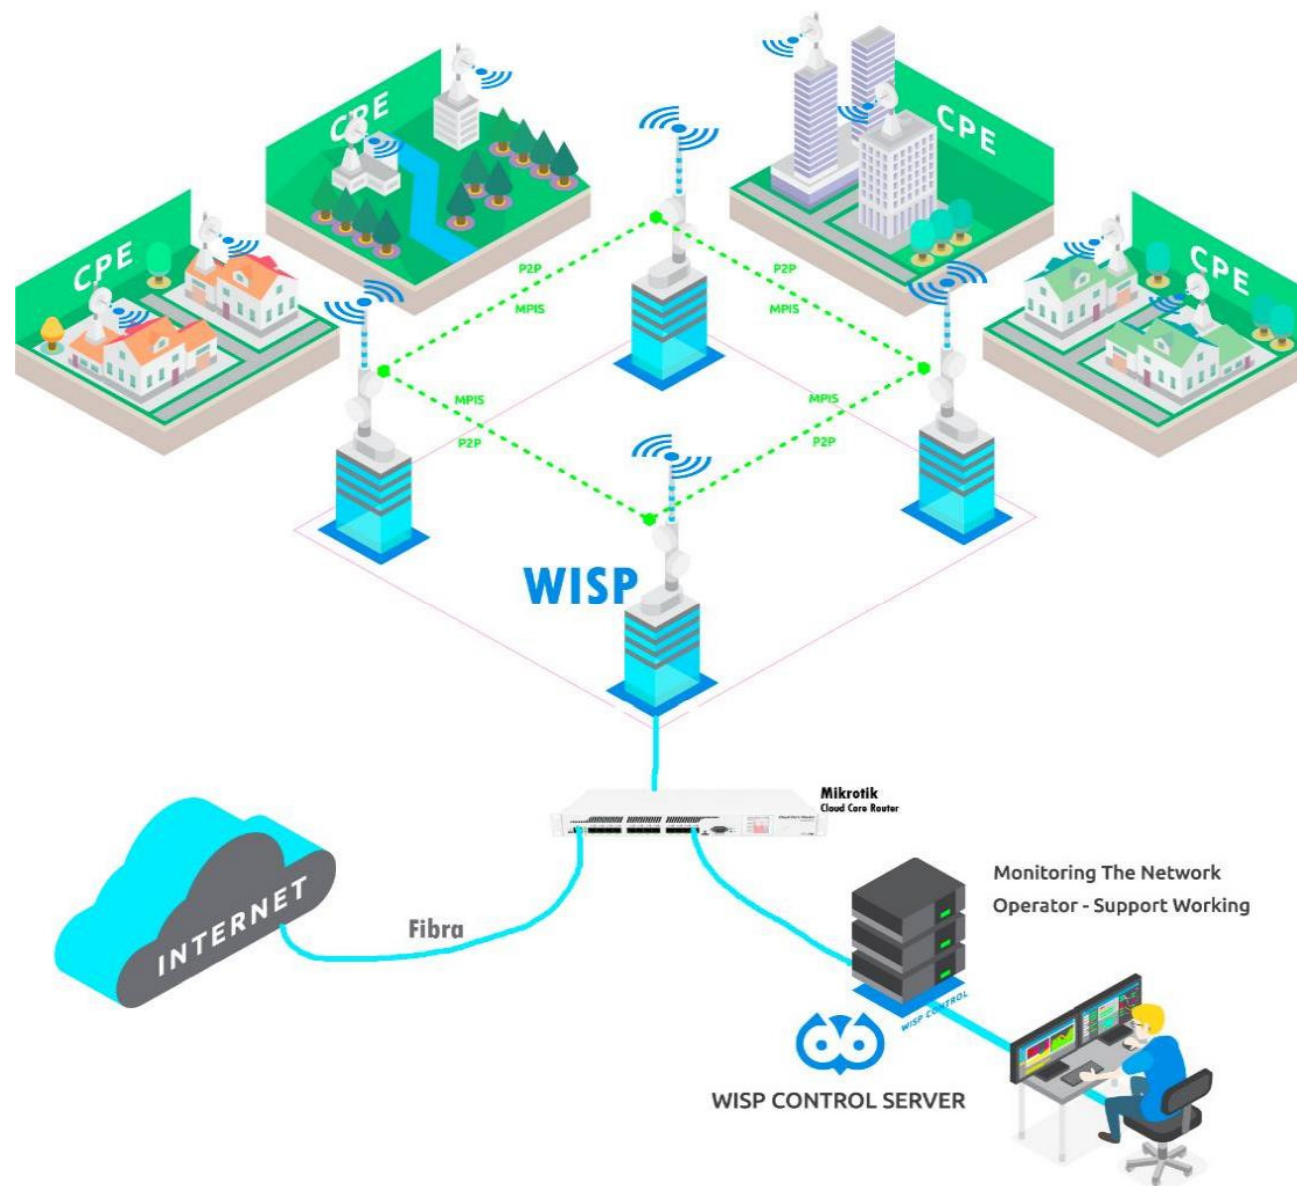 CPE
CPE
CPE
CPE
P2P
MPIS
P2P
MPIS
MPIS
P2P
MPIS
P2P
WISP
Mikrotik
Cloud Core Router
INTERNET
Fibra
Monitoring The Network
Operator - Support Working
WISP CONTROL
WISP CONTROL SERVER